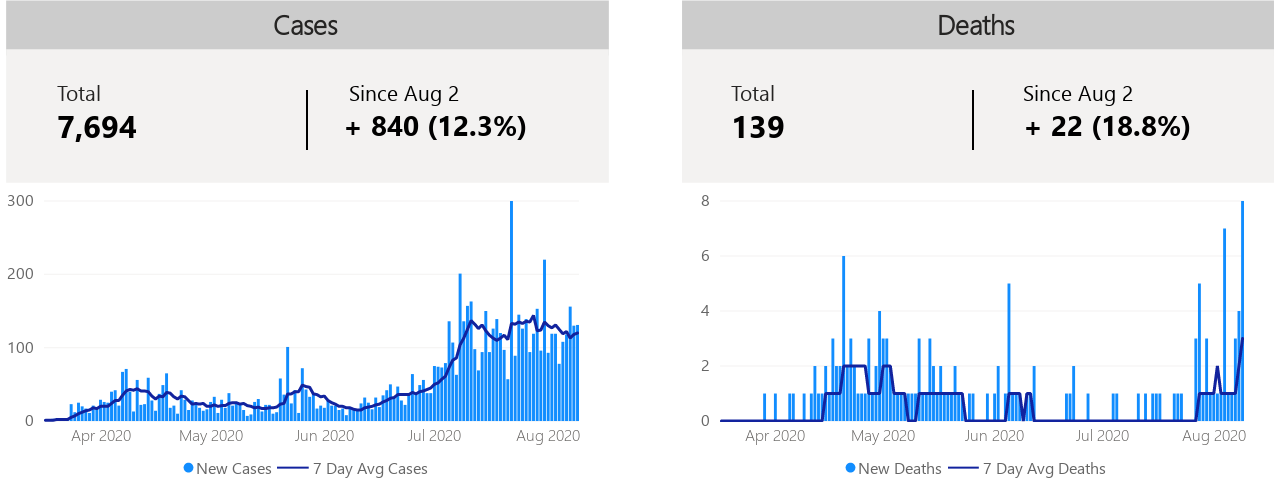 Cases
Total
Since Aug 2
7,694
+ 840 (12.3%)
300
200
100
0
Apr 2020
May 2020
Jun 2020
Jul 2020
Aug 2020
New Cases
7 Day Avg Cases
Deaths
Total
Since Aug 2
139
+ 22 (18.8%)
8
6
4
2
0
Apr 2020
May 2020
Jun 2020
Jul 2020
Aug 2020
New Deaths
7 Day Avg Deaths